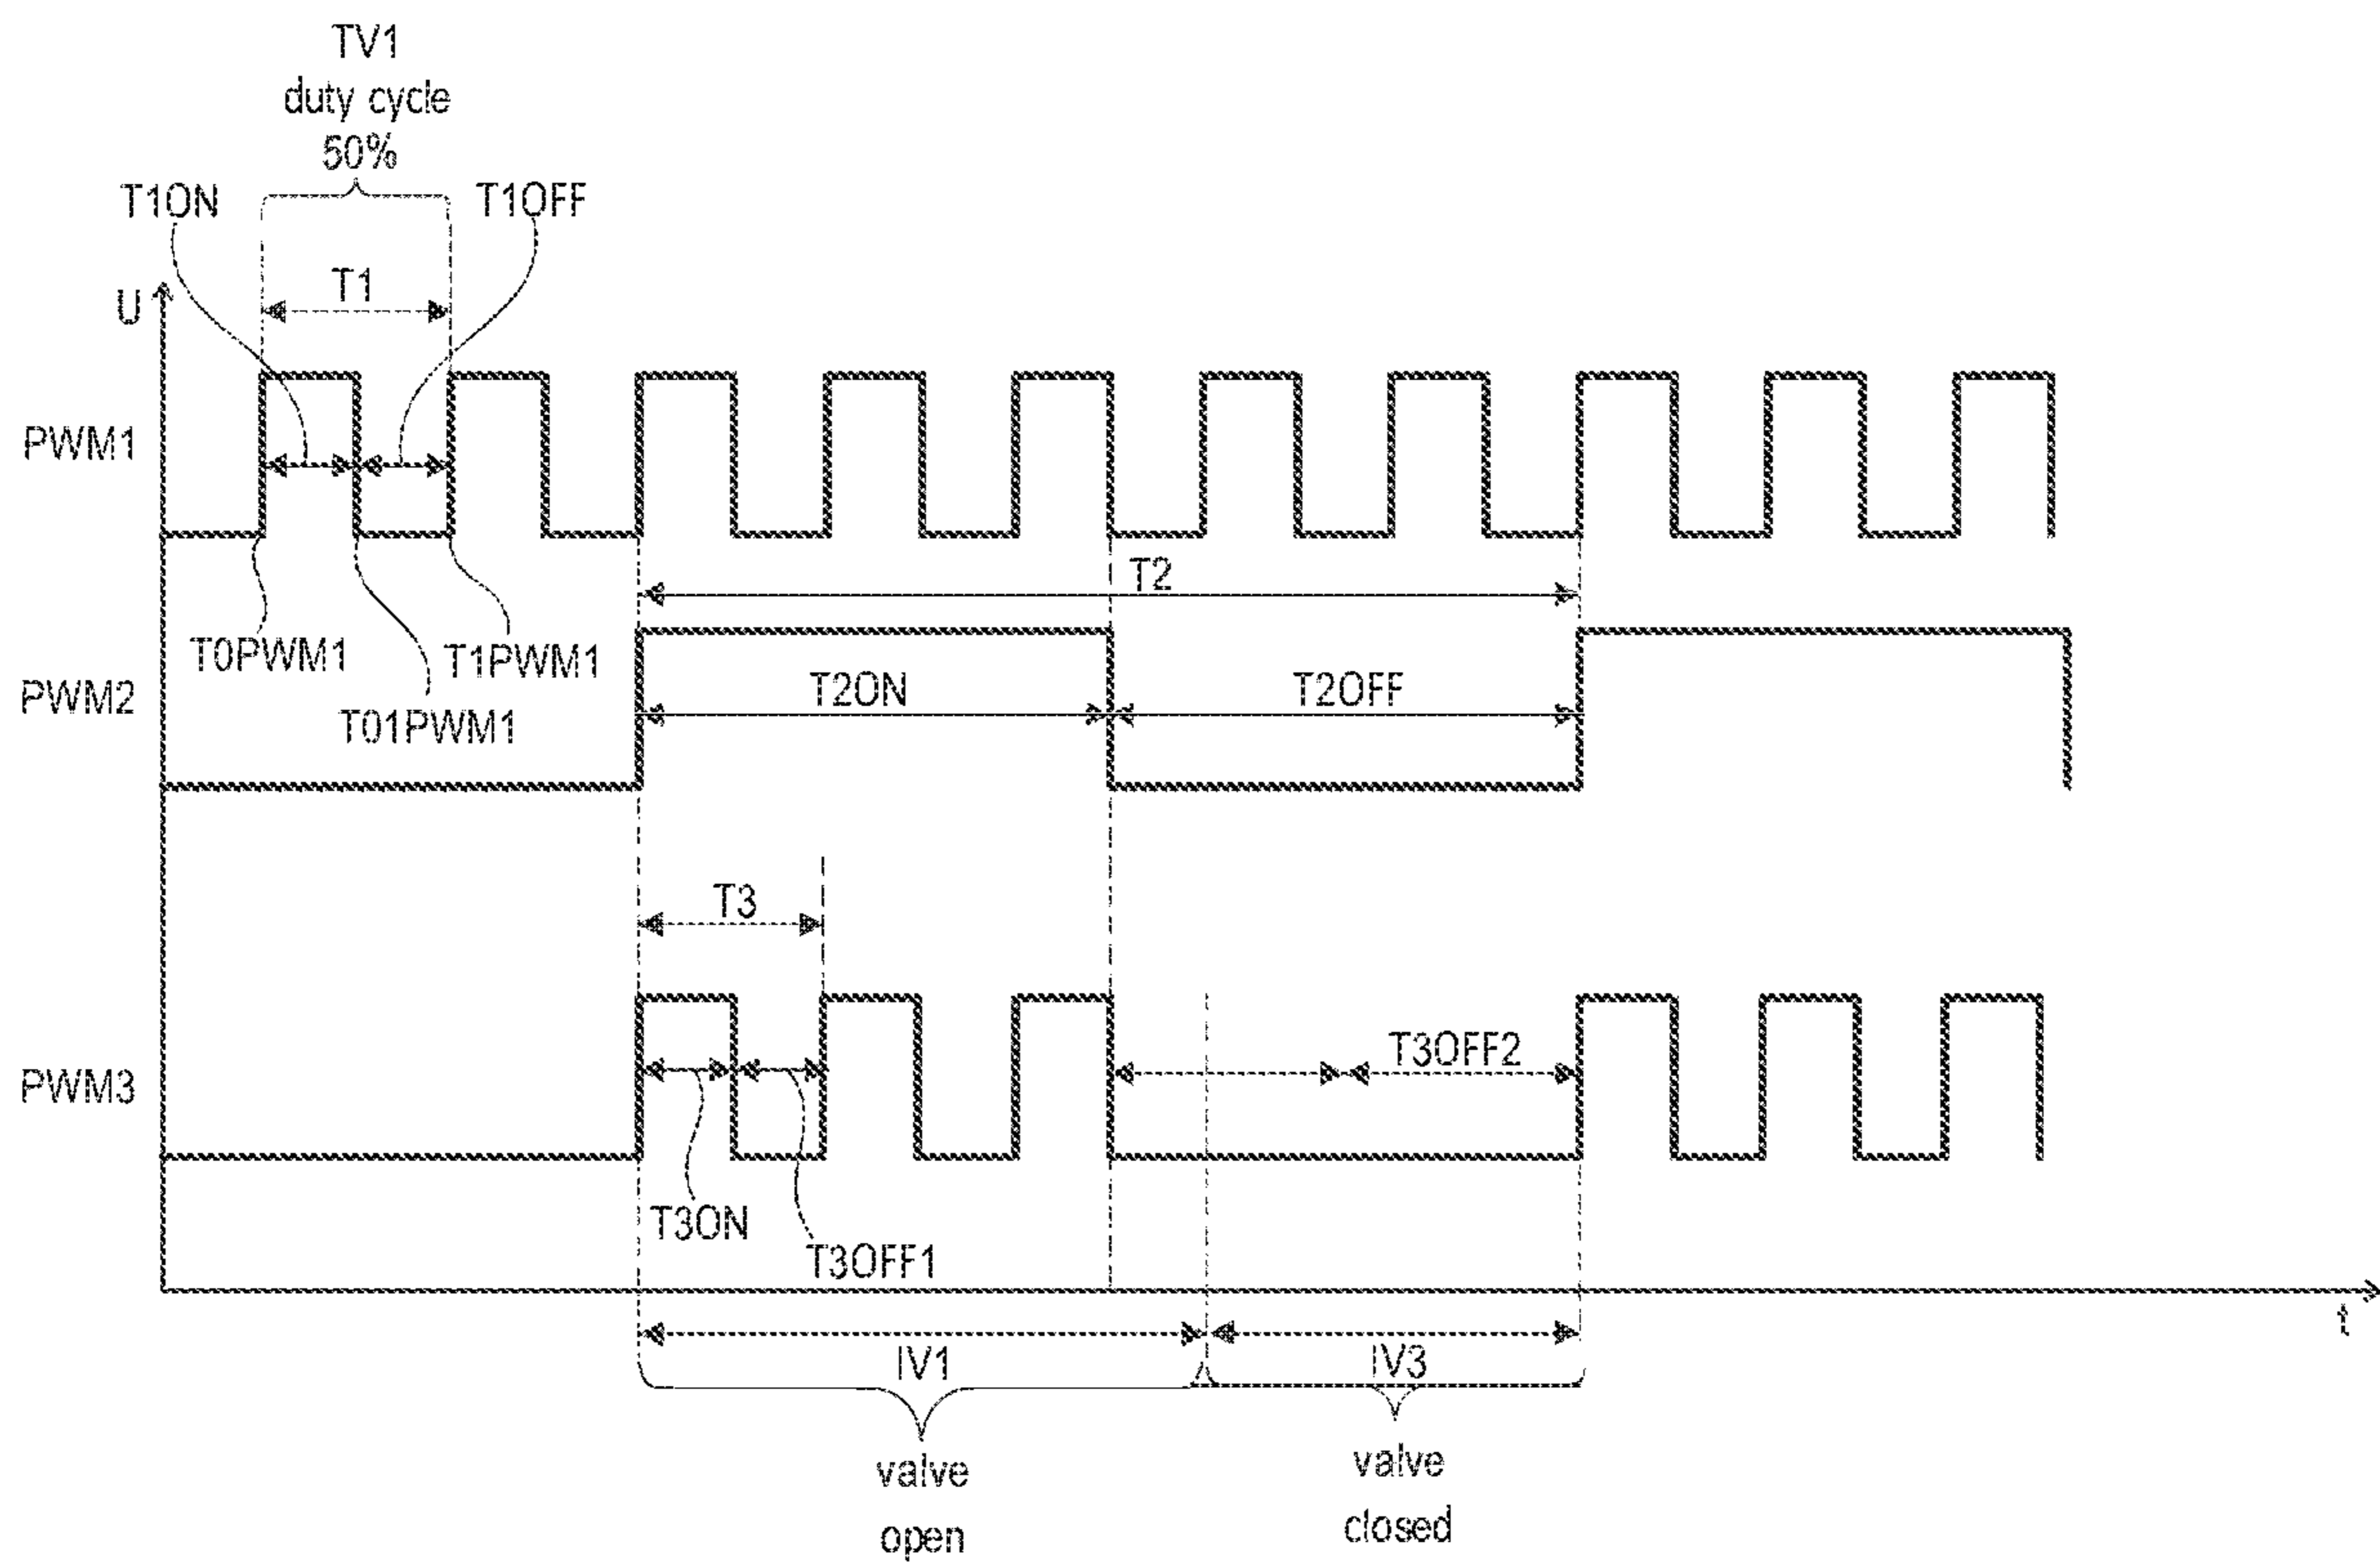 TV1
duty cycle
50%
T1ON
T1OFF
T1
U
PWM1
T2
T0PWM1
T1PWM1
PWM2
T2ON
T2OFF
T01PWM1
T3
T3OFF2
PWM3
T3ON
T3OFF1
t
IV1
IV3
valve
open
valve
closed